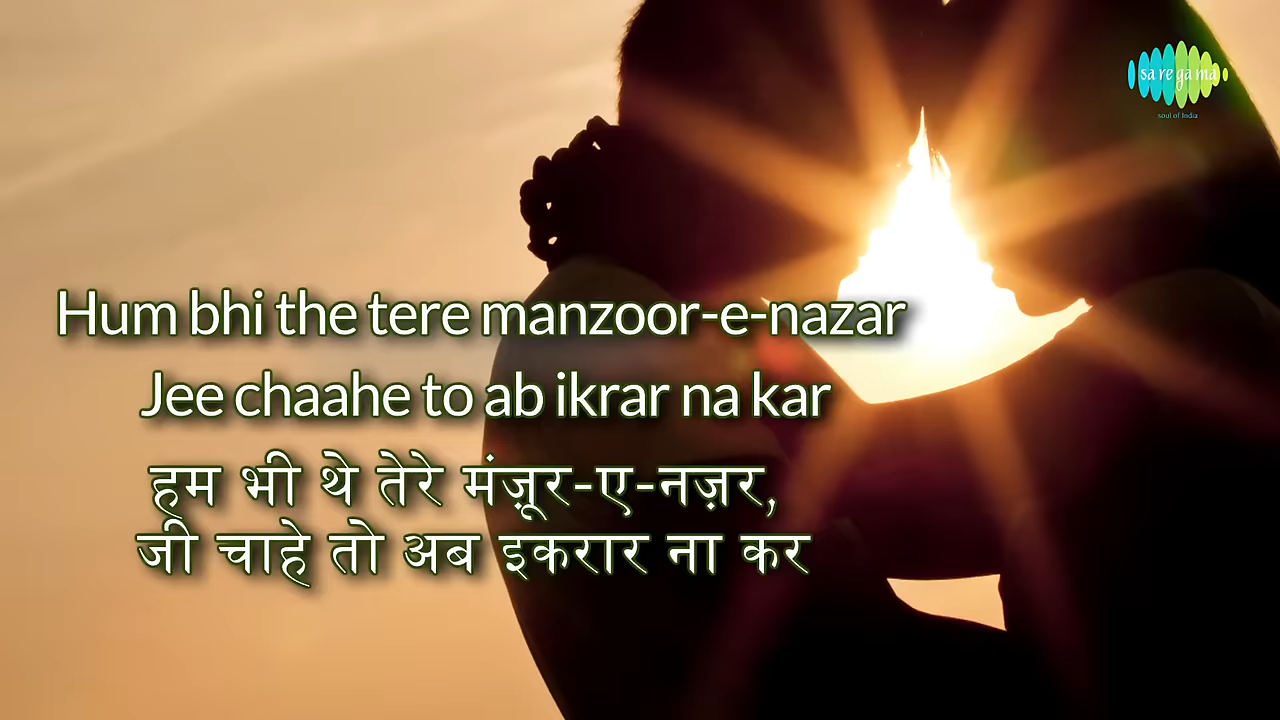 sa re ga ma
soul of India
Hum bhi the tere manzoor-e-nazar
Jee chaahe to ab ikrar na kar
हम भी थे तेरे मंज़ूर-ए-नज़र,
जी चाहे तो अब इकरार ना कर